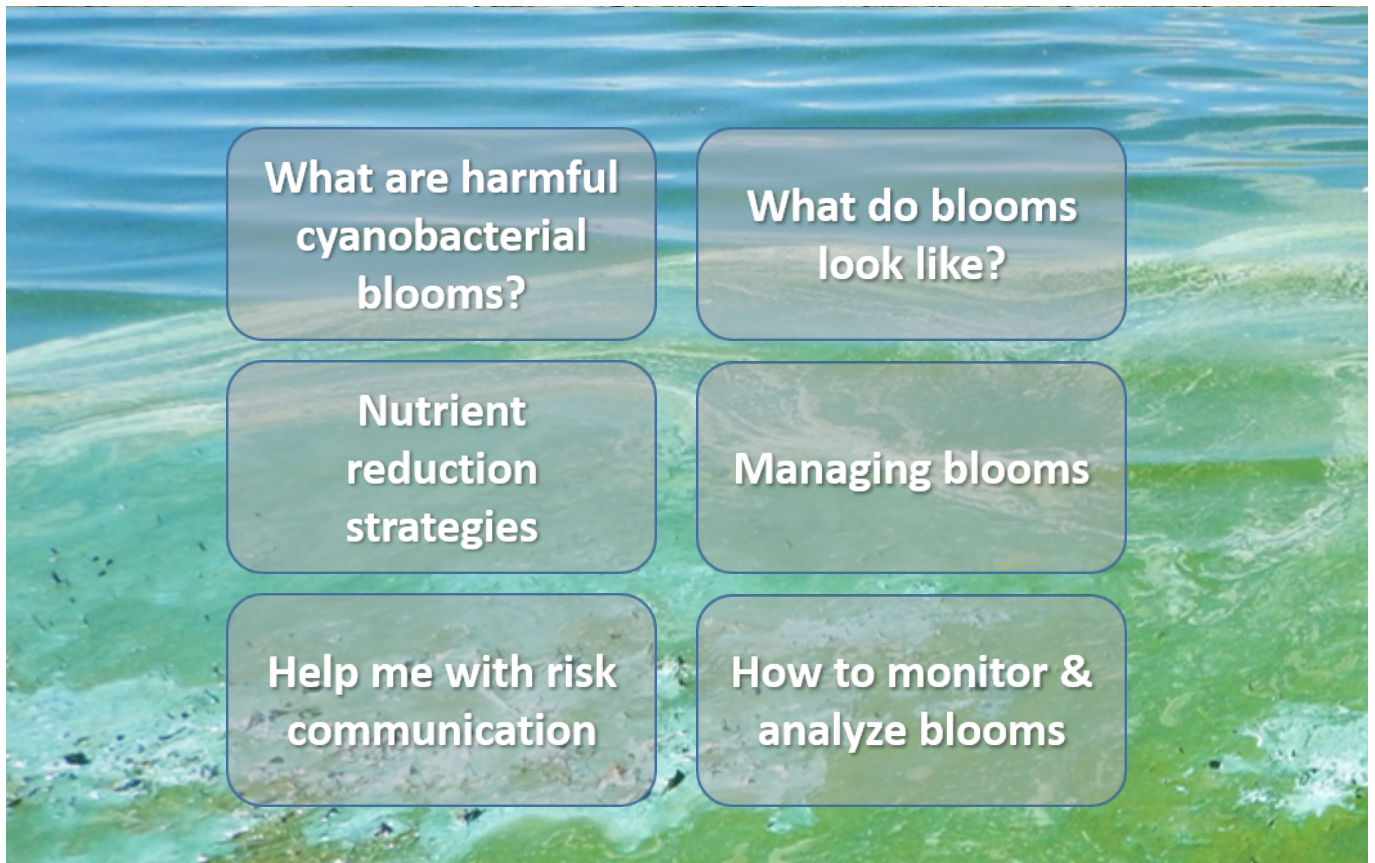 What are harmful
cyanobacterial
blooms?
What do blooms
look like?
Nutrient
reduction
strategies
Managing blooms
Help me with risk
communication
How to monitor &
analyze blooms